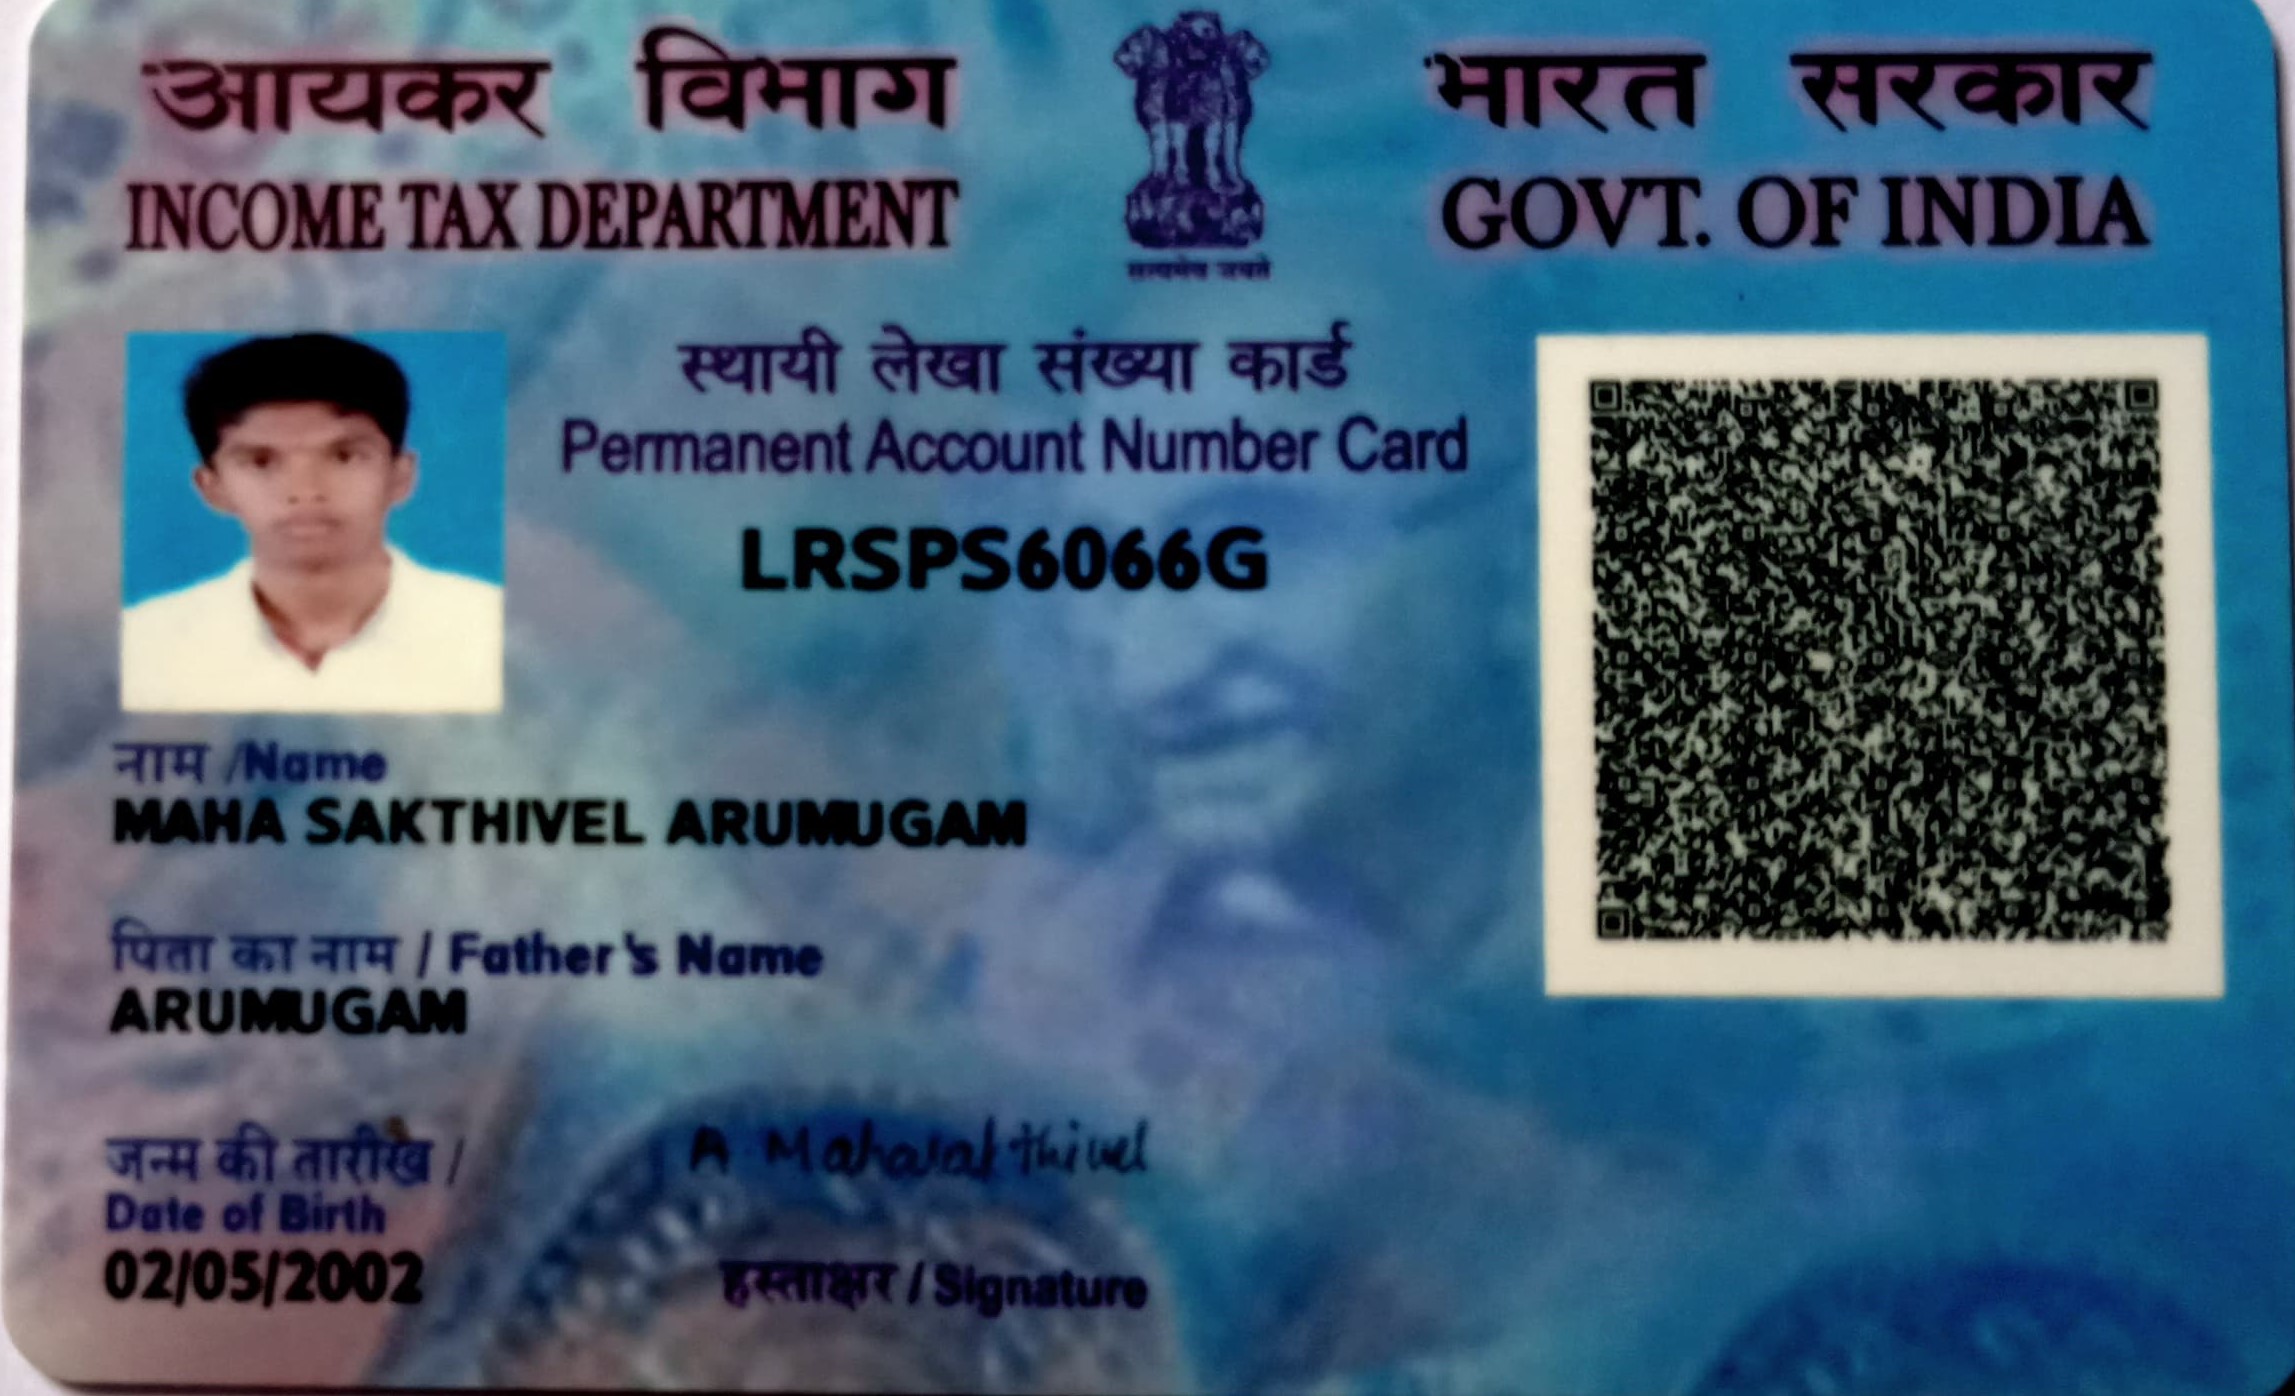 आयकर विभाग
INCOME TAX DEPARTMENT
सत्यमेव जयते
भारत सरकार
GOVT. OF INDIA
स्थायी लेखा संख्या कार्ड
Permanent Account Number Card
LRSPS6066G
नाम /Name
MAHA SAKTHIVEL ARUMUGAM
पिता का नाम / Father's Name
ARUMUGAM
जन्म की तारीख /
Date of Birth
02/05/2002
A Mahasakthivel
हस्ताक्षर / Signature